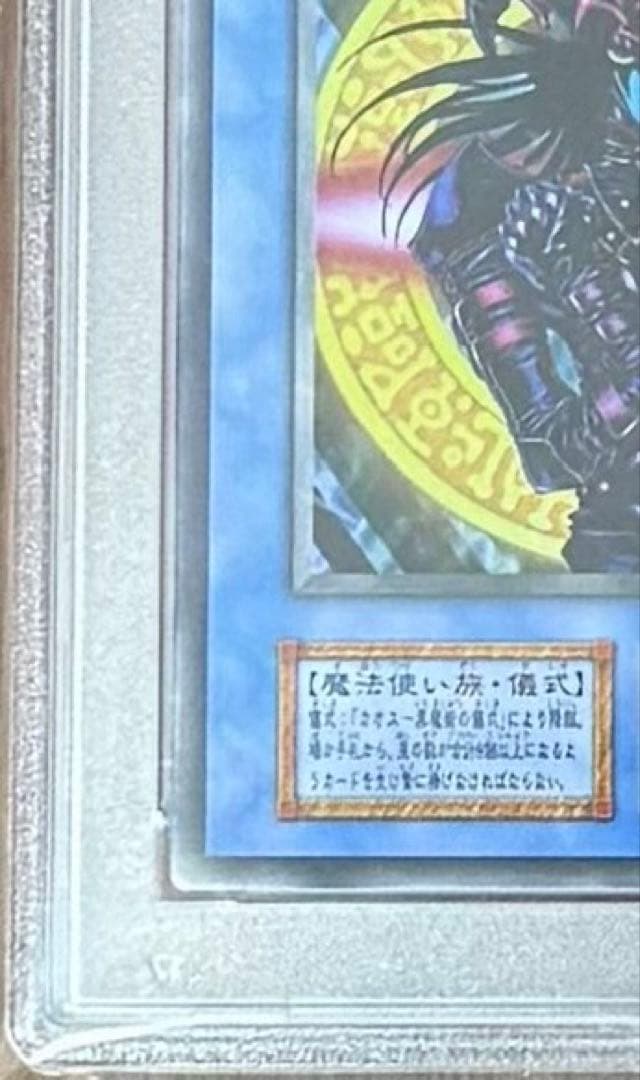 【魔法使い族・儀式】
儀式:「カオス－黒魔術の儀式」により降臨。
場か手札から、星の数が合計8個以上になるよ
うカードを生け贄に捧げなければならない。